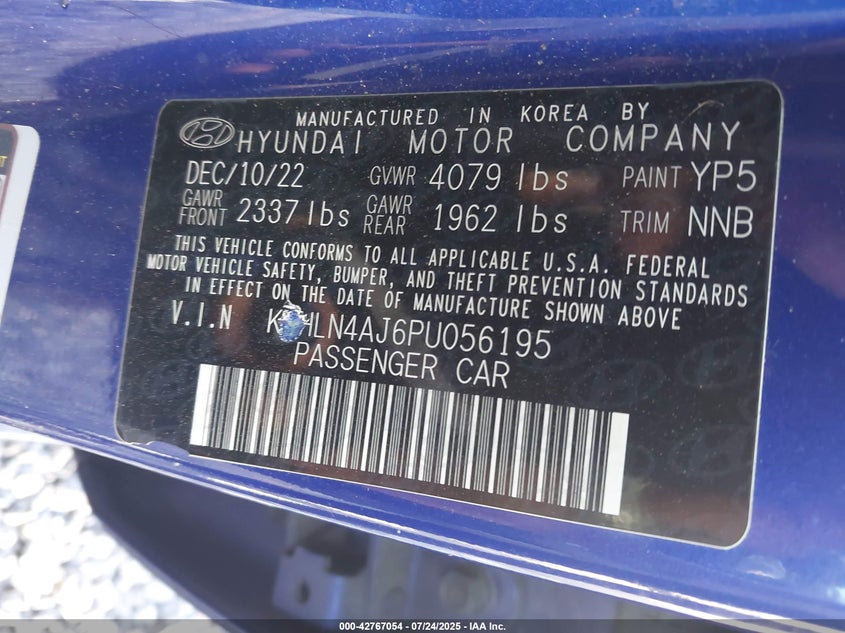 MANUFACTURED IN KOREA BY
HYUNDAI MOTOR COMPANY
DEC/10/22 GVWR 4079 lbs PAINT YP5
GAWR FRONT 2337 lbs GAWR REAR 1962 lbs TRIM NNB
THIS VEHICLE CONFORMS TO ALL APPLICABLE U.S.A. FEDERAL
MOTOR VEHICLE SAFETY, BUMPER, AND THEFT PREVENTION STANDARDS
IN EFFECT ON THE DATE OF MANUFACTURE SHOWN ABOVE
V.I.N K HLN4AJ6PU056195
PASSENGER CAR
000-42767054 - 07/24/2025 - IAA Inc.